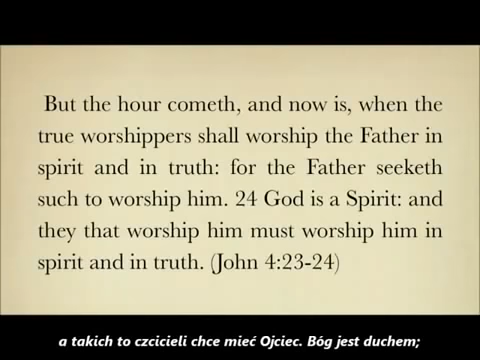 But the hour cometh, and now is, when the
true worshippers shall worship the Father in
spirit and in truth: for the Father seeketh
such to worship him. 24 God is a Spirit: and
they that worship him must worship him in
spirit and in truth. (John 4:23-24)
a takich to czcicieli chce mieć Ojciec. Bóg jest duchem;